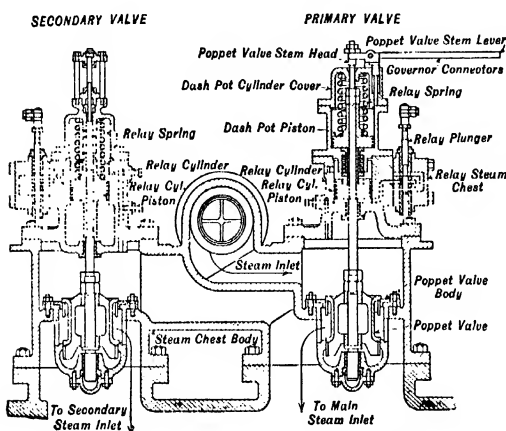 SECONDARY VALVE
PRIMARY VALVE
Poppet Valve Stem Lever
Poppet Valve Stem Head
Governor Connectors
Dash Pot Cylinder Cover
Relay Spring
Relay Spring
Dash Pot Piston
Relay Plunger
Relay Cylinder
Relay Cylinder
Relay Steam
Chest
Relay Cyl.
Piston
Relay Cyl.
Piston
Steam Inlet
Poppet Valve
Body
Steam Chest Body
Poppet Valve
To Secondary
Steam Inlet
To Main
Steam Inlet